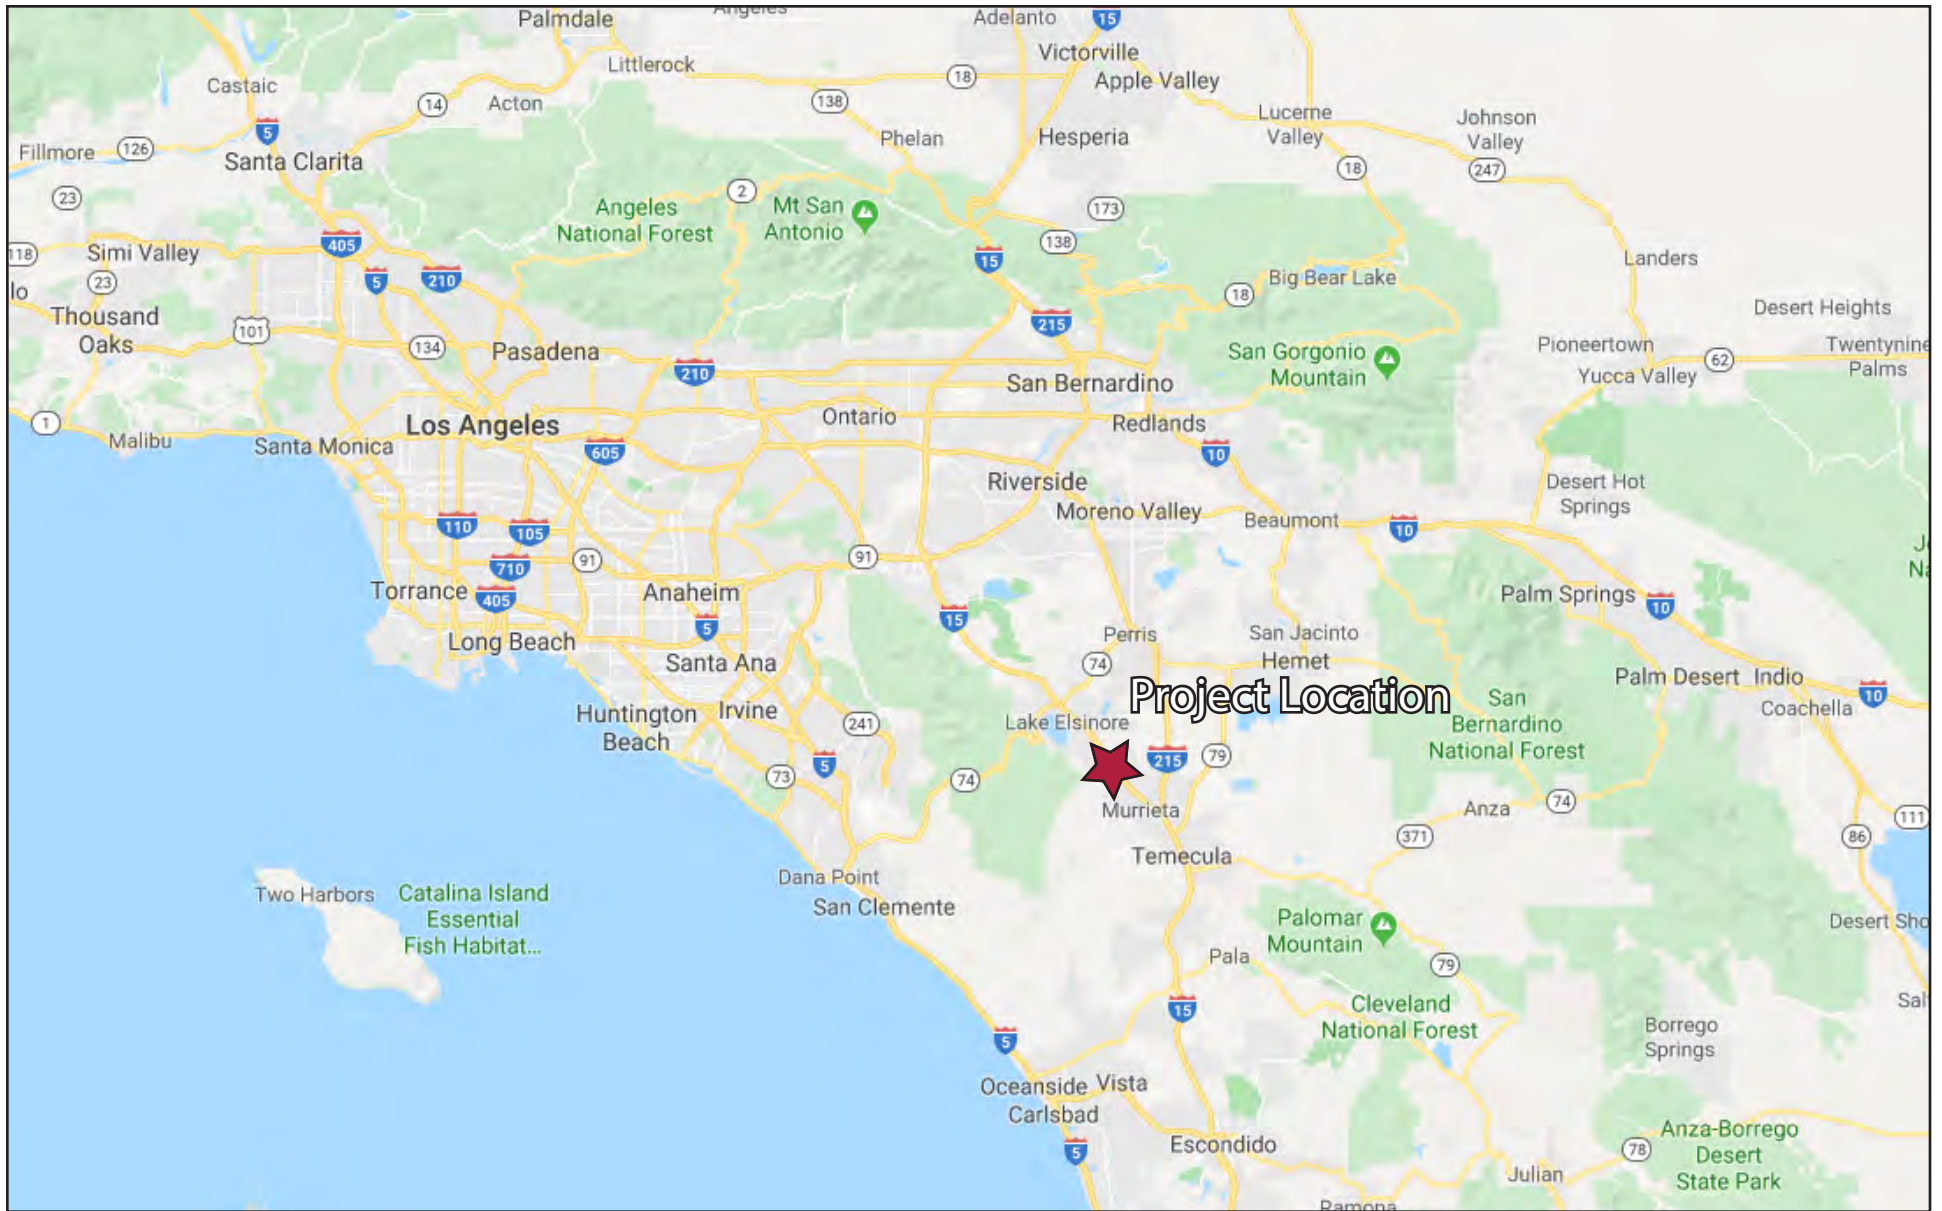 Palmdale
Angeles
Adelanto
15
Victorville
Littlerock
18
Apple Valley
Castaic
14
Acton
138
Lucerne
Valley
Johnson
Valley
5
Phelan
Hesperia
Fillmore
126
Santa Clarita
18
247
23
2
Angeles
National Forest
Mt San
Antonio
173
138
118
Simi Valley
405
15
Landers
5
210
Big Bear Lake
23
lo
18
Desert Heights
Thousand
Oaks
101
215
134
Pasadena
San Gorgonio
Mountain
Pioneertown
62
Twentynine
Palms
210
San Bernardino
Yucca Valley
1
Malibu
Santa Monica
Los Angeles
Ontario
Redlands
605
10
Riverside
Desert Hot
Springs
Moreno Valley
Beaumont
10
110
105
91
91
710
J
Na
Torrance
405
Anaheim
Palm Springs
10
15
5
Long Beach
Perris
San Jacinto
Hemet
Santa Ana
74
Palm Desert
Indio
10
Project Location
San
Bernardino
National Forest
Coachella
Huntington
Beach
Irvine
241
Lake Elsinore
5
73
74
215
79
Murrieta
Anza
74
371
111
86
Temecula
Dana Point
San Clemente
Two Harbors
Catalina Island
Essential
Fish Habitat...
Palomar
Mountain
Desert Sho
Pala
79
15
Cleveland
National Forest
Sal
5
Borrego
Springs
Oceanside
Vista
Carlsbad
5
Escondido
Anza-Borrego
Desert
State Park
78
Julian
Ramona